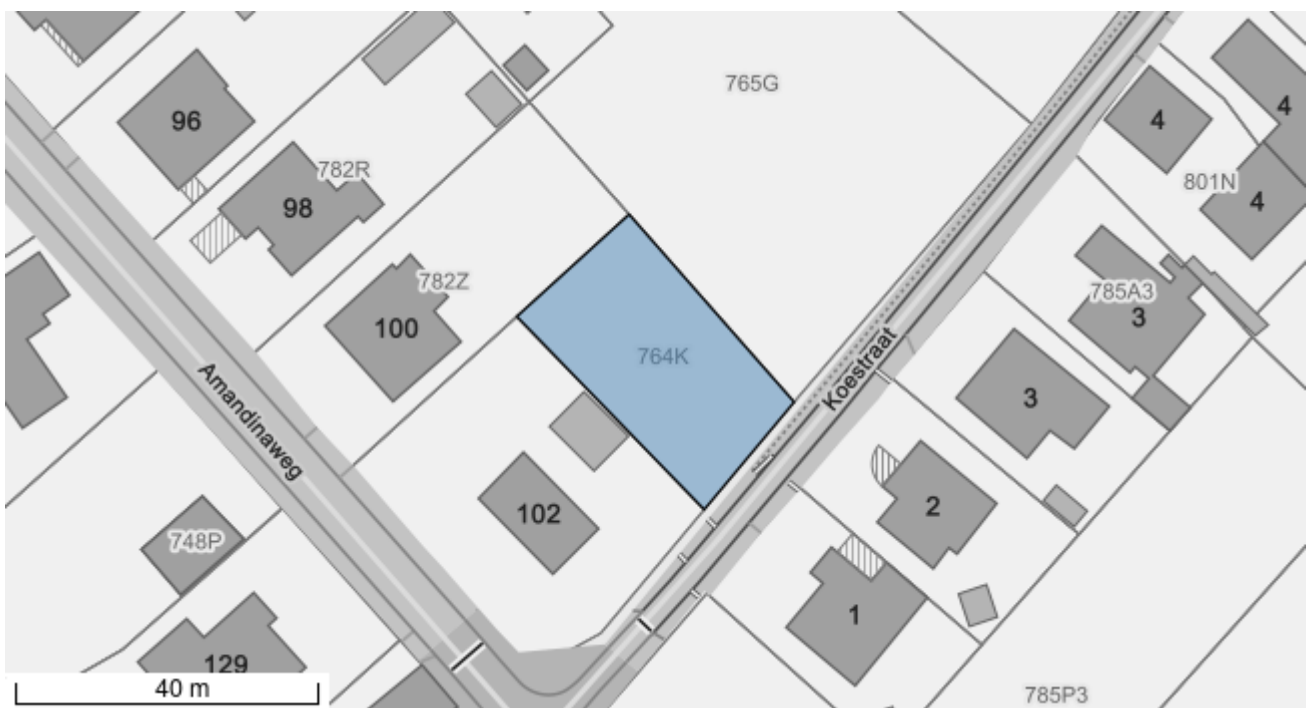 765G
96
4
4
782R
801N
98
4
782Z
785A3
100
3
764K
Koestraat
3
Amandinaweg
102
2
748P
1
129
40 m
785P3